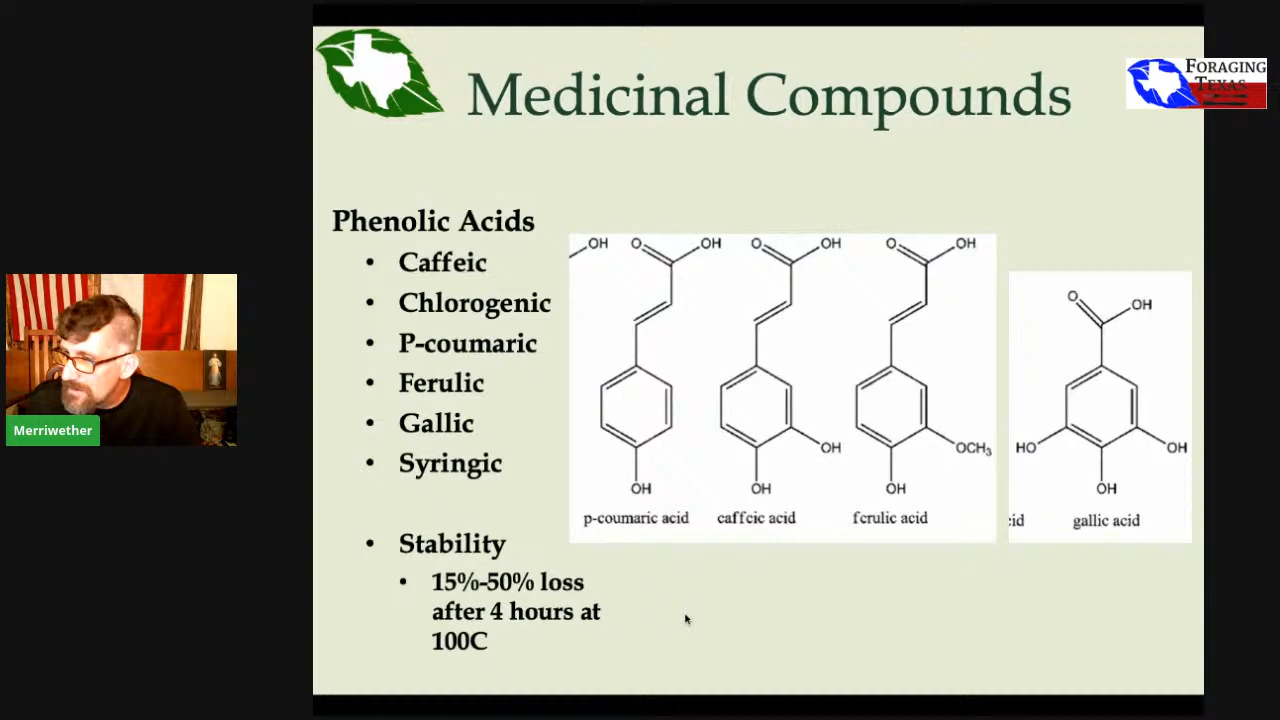 Medicinal Compounds
FORAGING
TEXAS
Phenolic Acids
• Caffeic
• Chlorogenic
• P-coumaric
• Ferulic
• Gallic
• Syringic
• Stability
• 15%-50% loss
after 4 hours at
100C
OH O OH O OH O OH
OH OCH₃
OH OH OH
p-coumaric acid caffeic acid ferulic acid
O OH
HO OH
OH
cid gallic acid
Merriwether